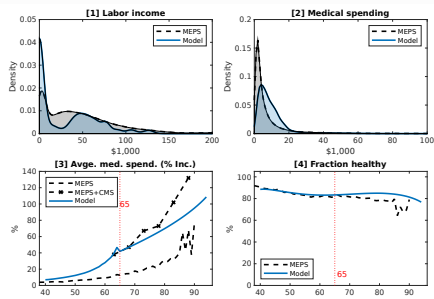 [1] Labor income
0.05
0.04
0.03
0.02
0.01
0
Density
MEPS
Model
0 50 100 150 200
$1,000
[2] Medical spending
0.2
0.15
0.1
0.05
0
Density
MEPS
Model
0 20 40 60 80 100
$1,000
[3] Avge. med. spend. (% Inc.)
140
120
100
80
60
40
20
0
%
MEPS
MEPS+CMS
Model
65
40 50 60 70 80 90
[4] Fraction healthy
100
80
60
40
20
0
%
MEPS
Model
65
40 50 60 70 80 90